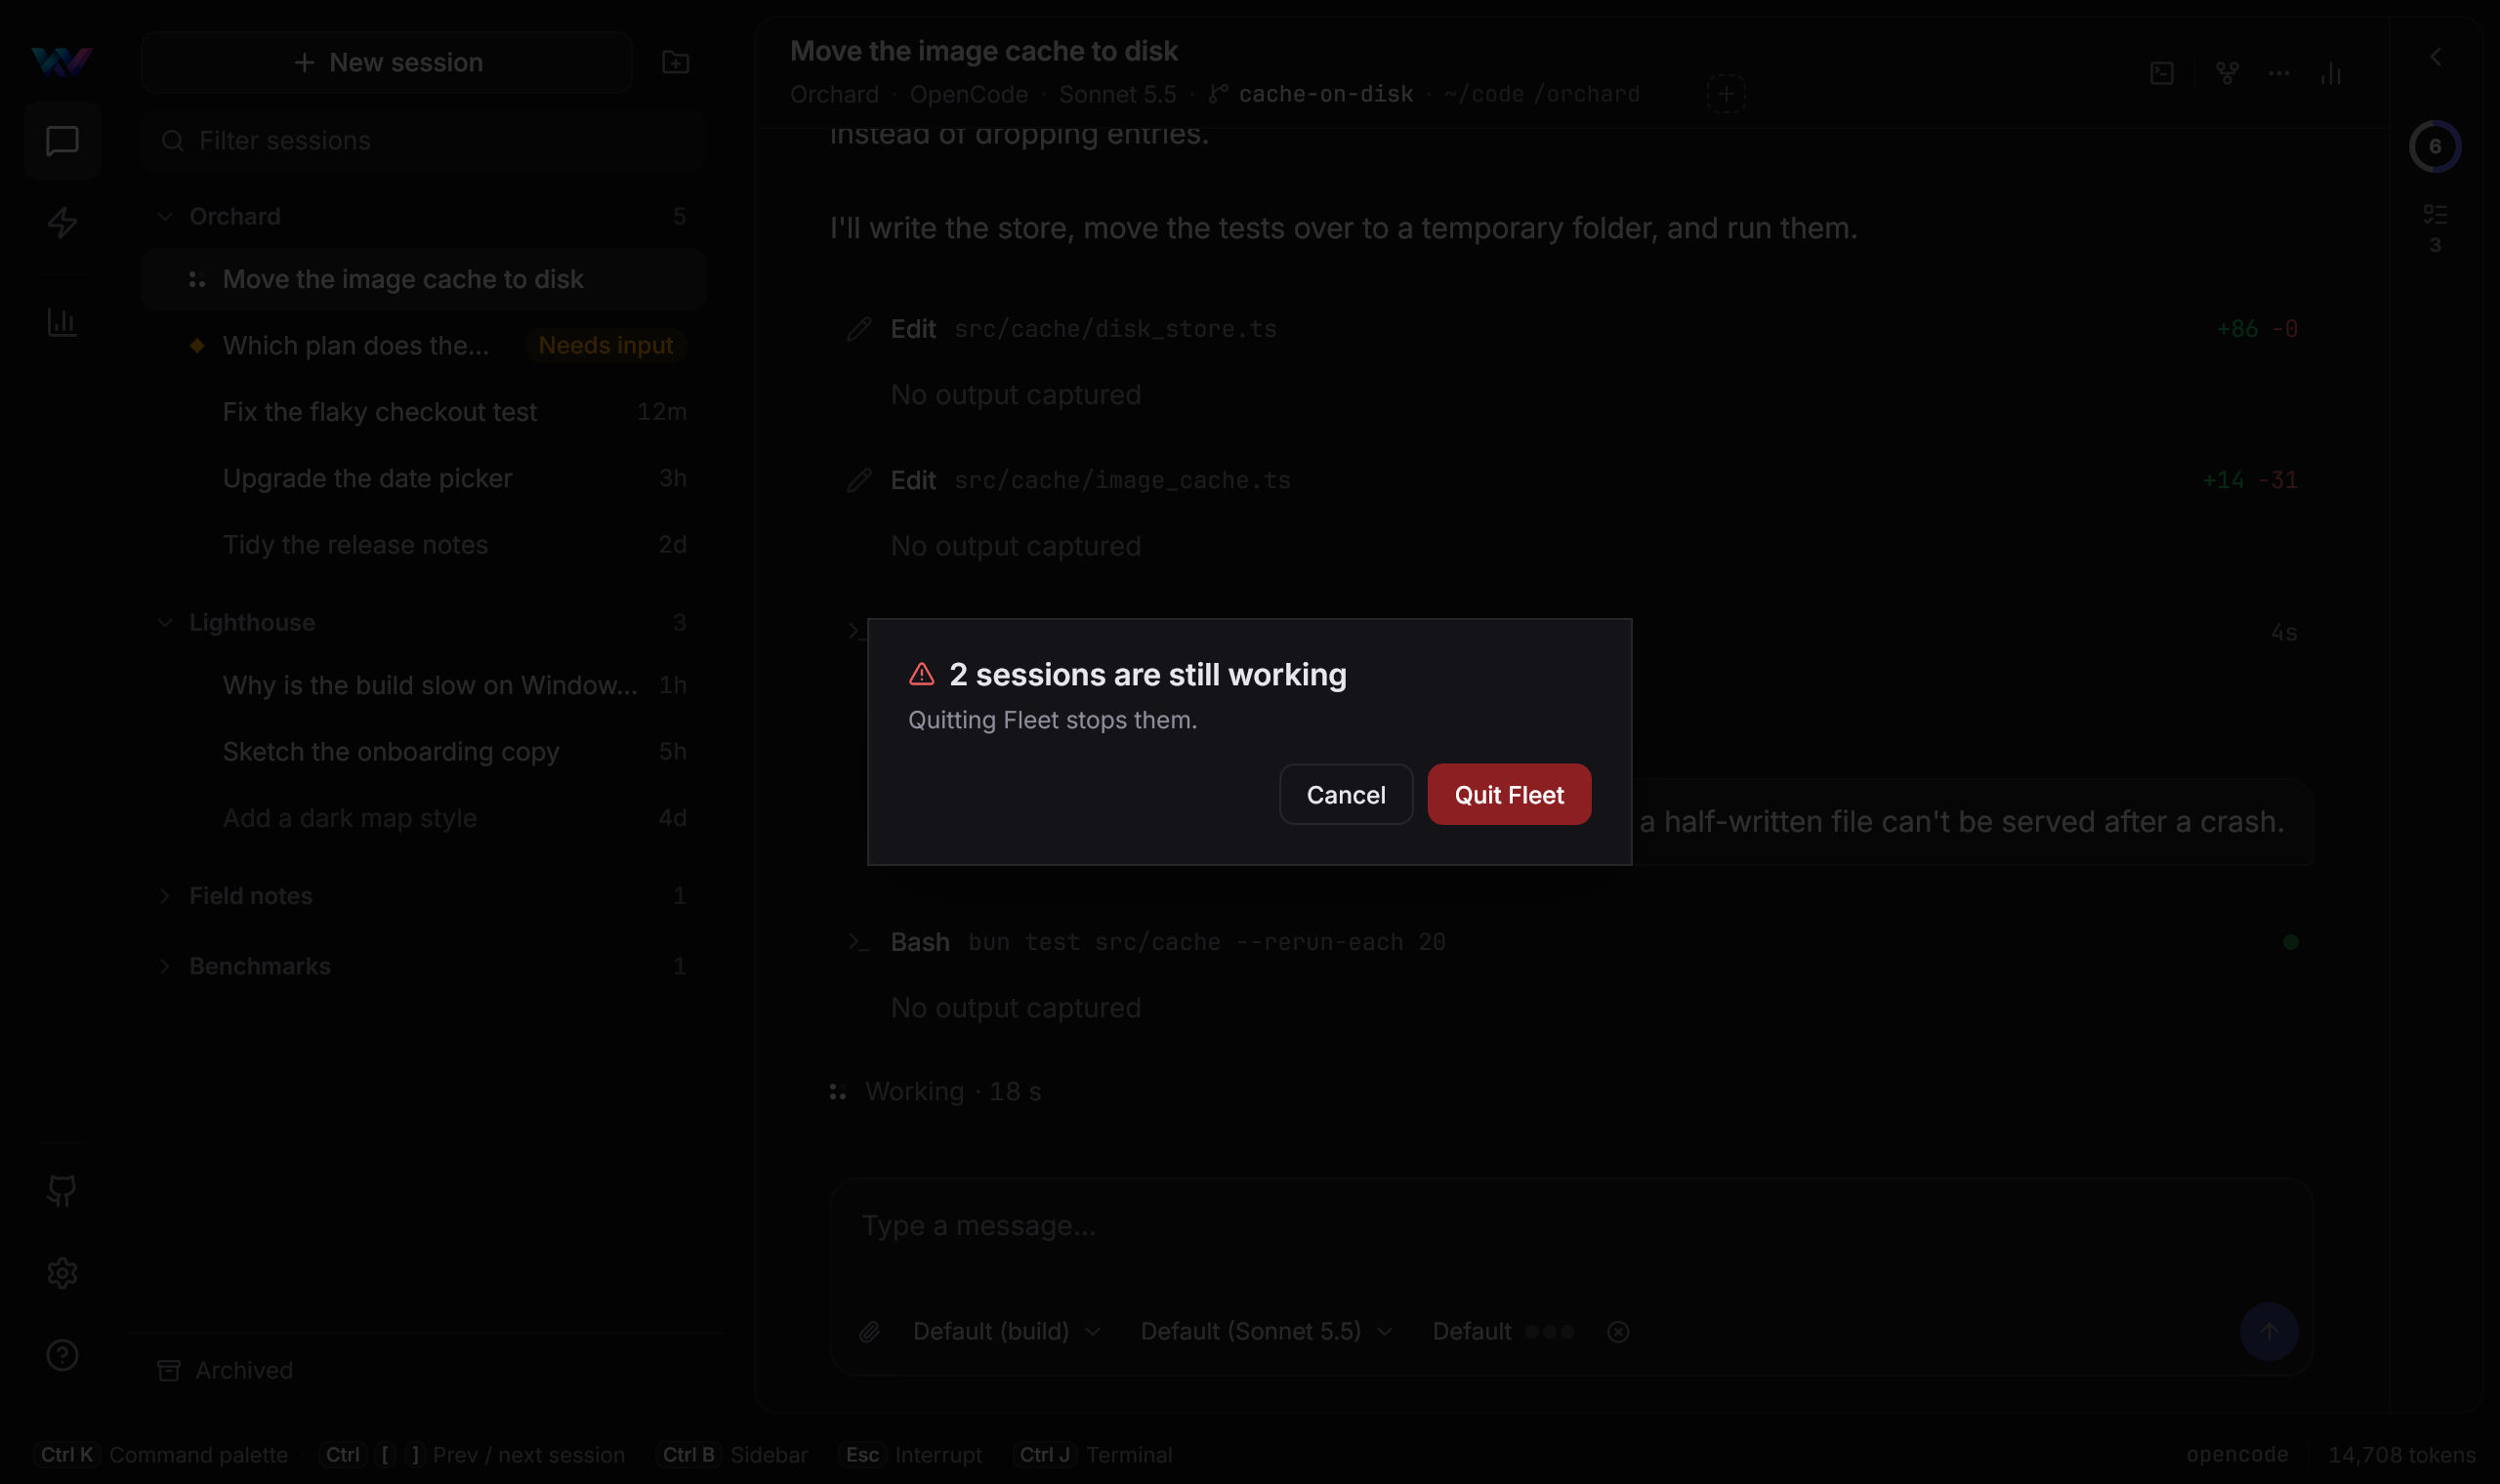 New session
Filter sessions
Orchard 5
Move the image cache to disk
Which plan does the... Needs input
Fix the flaky checkout test 12m
Upgrade the date picker 3h
Tidy the release notes 2d
Lighthouse 3
Why is the build slow on Window... 1h
Sketch the onboarding copy 5h
Add a dark map style 4d
Field notes 1
Benchmarks 1
Archived
Move the image cache to disk
Orchard · OpenCode · Sonnet 5.5 · cache-on-disk · ~/code/orchard
instead of dropping entries.
I'll write the store, move the tests over to a temporary folder, and run them.
Edit src/cache/disk_store.ts +86 -0
No output captured
Edit src/cache/image_cache.ts +14 -31
No output captured
4s
2 sessions are still working
Quitting Fleet stops them.
Cancel Quit Fleet
a half-written file can't be served after a crash.
Bash bun test src/cache --rerun-each 20
No output captured
Working · 18 s
Type a message...
Default (build) Default (Sonnet 5.5) Default
6
3
Ctrl K Command palette Ctrl [ ] Prev / next session Ctrl B Sidebar Esc Interrupt Ctrl J Terminal
opencode 14,708 tokens